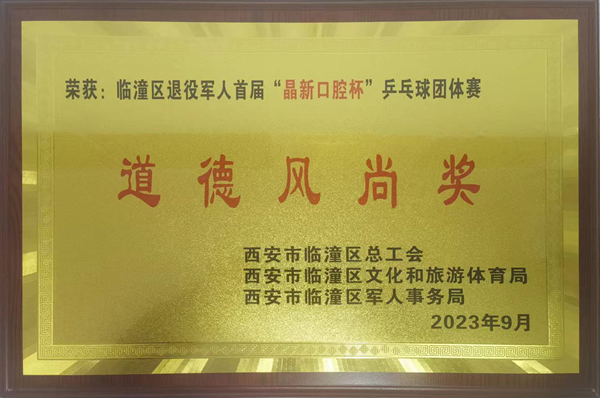 荣获：临潼区退役军人首届“晶新口腔杯”乒乓球团体赛
道德风尚奖
西安市临潼区总工会
西安市临潼区文化和旅游体育局
西安市临潼区军人事务局
2023年9月